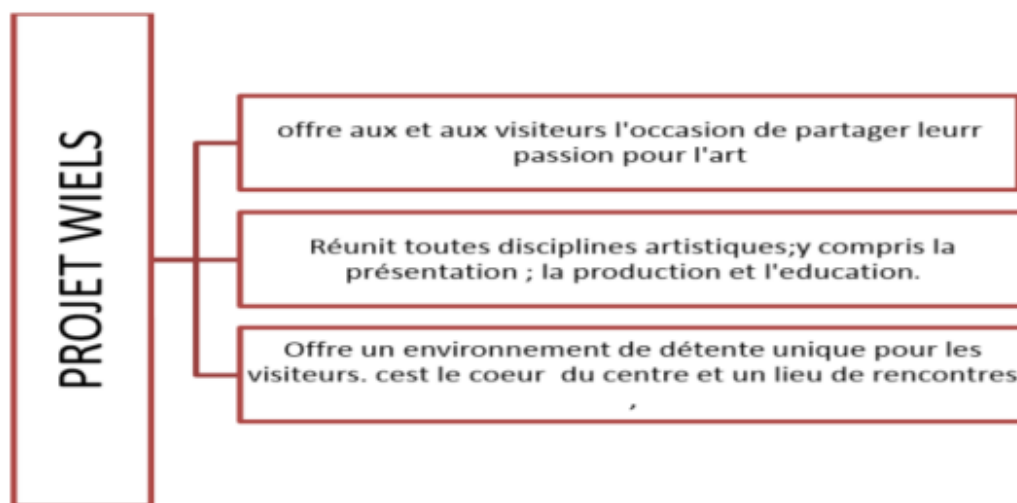 PROJET WIELS
offre aux et aux visiteurs l'occasion de partager leurr
passion pour l'art
Réunit toutes disciplines artistiques;y compris la
présentation ; la production et l'education.
Offre un environnement de détente unique pour les
visiteurs. cest le coeur du centre et un lieu de rencontres
,